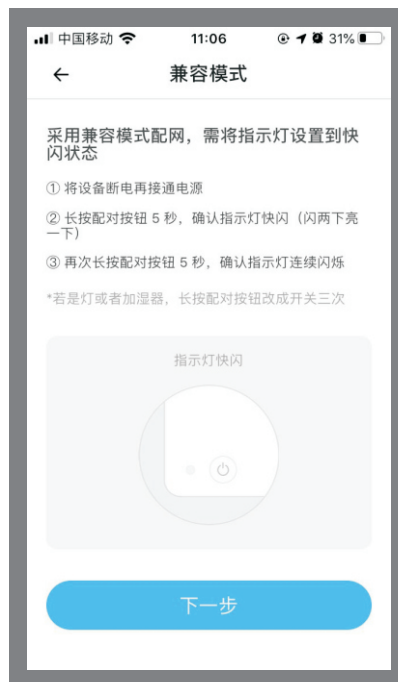 中国移动 11:06 31%
兼容模式
采用兼容模式配网，需将指示灯设置到快
闪状态
① 将设备断电再接通电源
② 长按配对按钮 5 秒，确认指示灯快闪（闪两下亮
一下）
③ 再次长按配对按钮 5 秒，确认指示灯连续闪烁
*若是灯或者加湿器，长按配对按钮改成开关三次
指示灯快闪
下一步